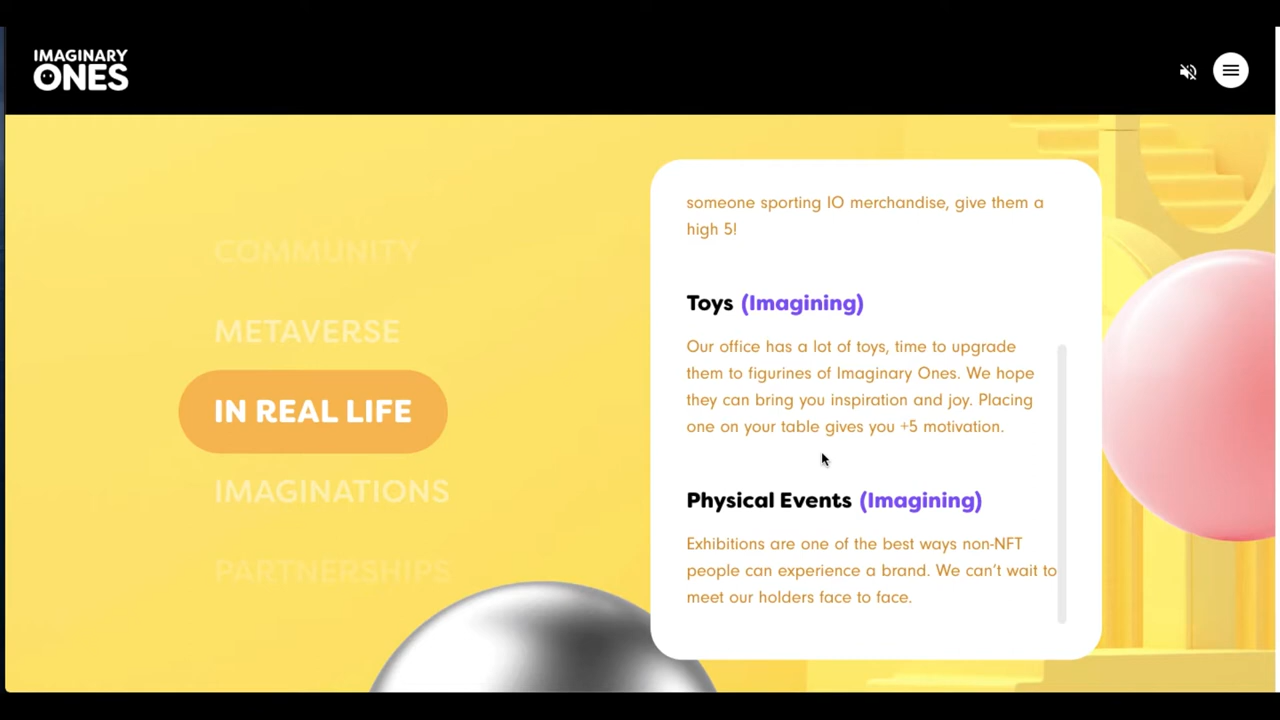 IMAGINARY
ONES
COMMUNITY
METAVERSE
IN REAL LIFE
IMAGINATIONS
PARTNERSHIPS
someone sporting IO merchandise, give them a
high 5!
Toys (Imagining)
Our office has a lot of toys, time to upgrade
them to figurines of Imaginary Ones. We hope
they can bring you inspiration and joy. Placing
one on your table gives you +5 motivation.
Physical Events (Imagining)
Exhibitions are one of the best ways non-NFT
people can experience a brand. We can’t wait to
meet our holders face to face.